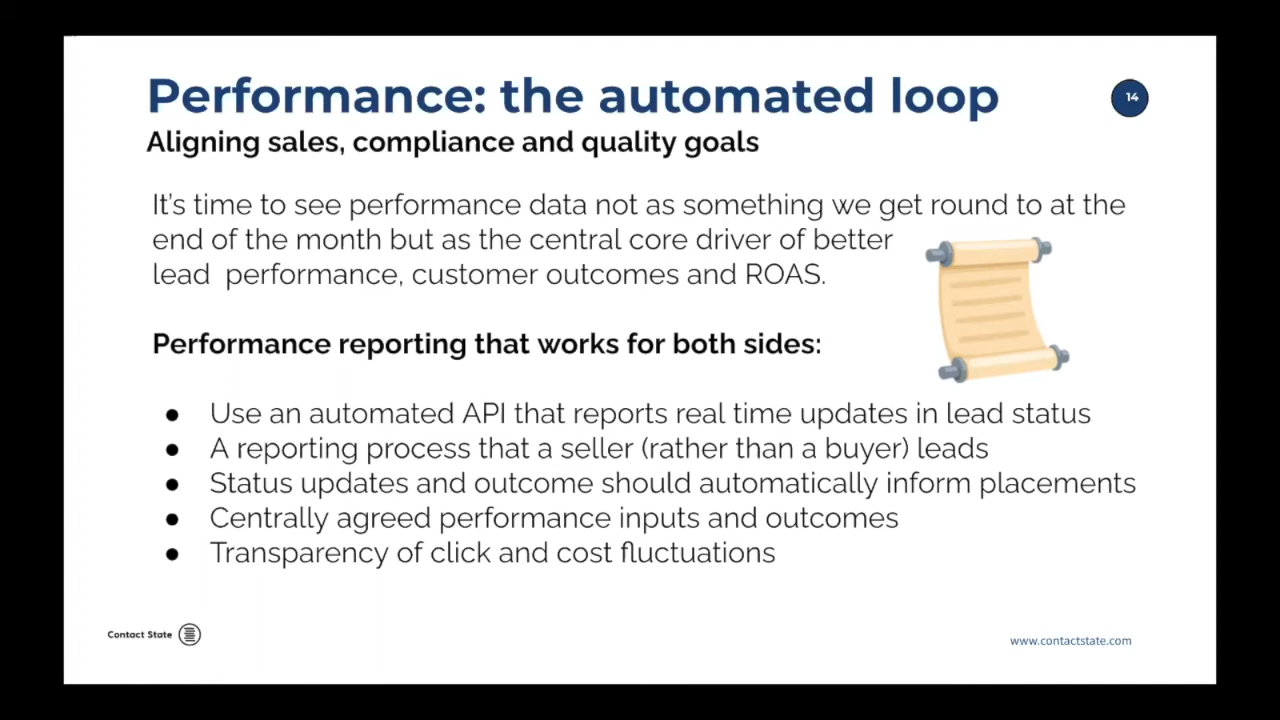 Performance: the automated loop
14
Aligning sales, compliance and quality goals
It's time to see performance data not as something we get round to at the
end of the month but as the central core driver of better
lead  performance, customer outcomes and ROAS.
Performance reporting that works for both sides:
● Use an automated API that reports real time updates in lead status
● A reporting process that a seller (rather than a buyer) leads
● Status updates and outcome should automatically inform placements
● Centrally agreed performance inputs and outcomes
● Transparency of click and cost fluctuations
Contact State
www.contactstate.com